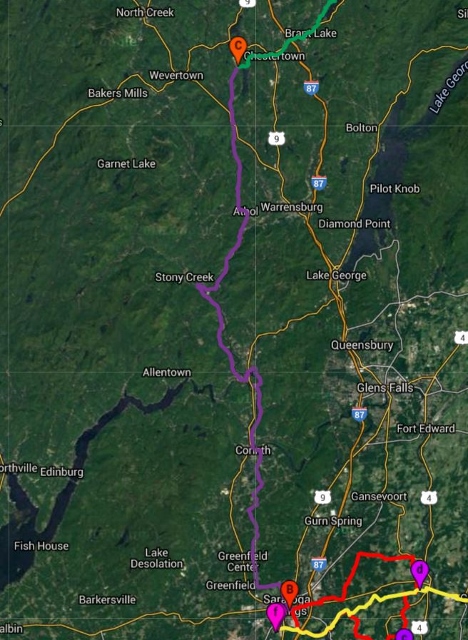 9
North Creek
Brant Lake
Sil
C
Chestertown
Wevertown
87
Bakers Mills
Lake George
Bolton
9
Garnet Lake
87
Pilot Knob
Athol
Warrensburg
Diamond Point
Stony Creek
Lake George
4
Queensbury
Allentown
Glens Falls
87
Fort Edward
Corinth
orthville
Edinburg
9
Gansevoort
4
Gurn Spring
Fish House
Lake
Desolation
Greenfield
Center
87
d
Greenfield
B
Barkersville
Saratoga
ngs
f
albin
4